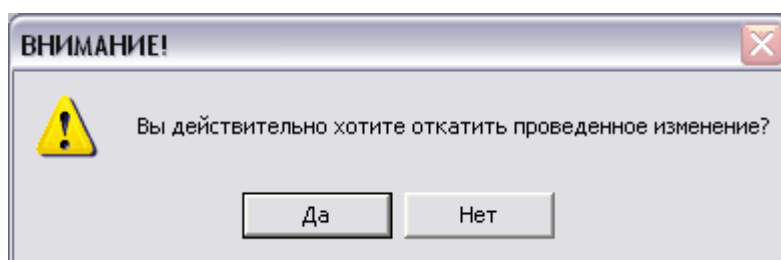 ВНИМАНИЕ!
Вы действительно хотите откатить проведенное изменение?
Да
Нет